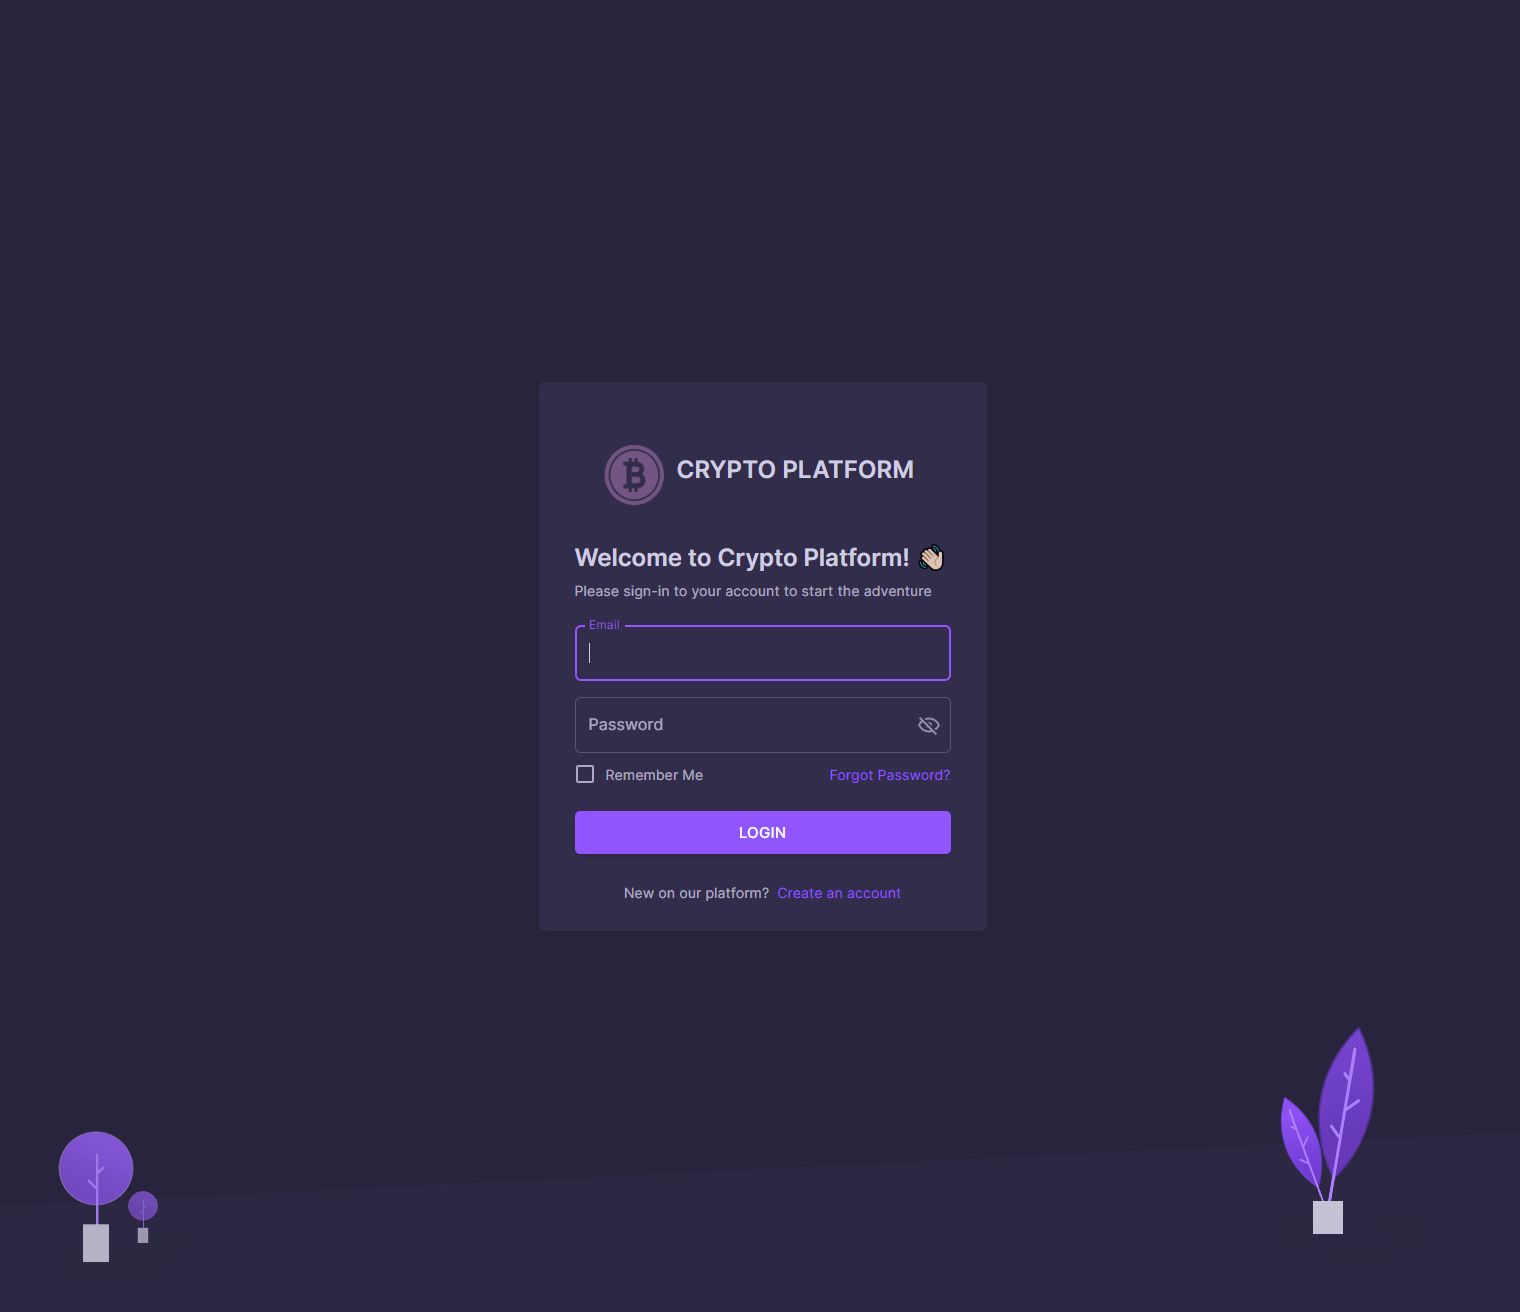 CRYPTO PLATFORM
Welcome to Crypto Platform! 👋🏻
Please sign-in to your account to start the adventure
Email
Password
Remember Me Forgot Password?
LOGIN
New on our platform? Create an account